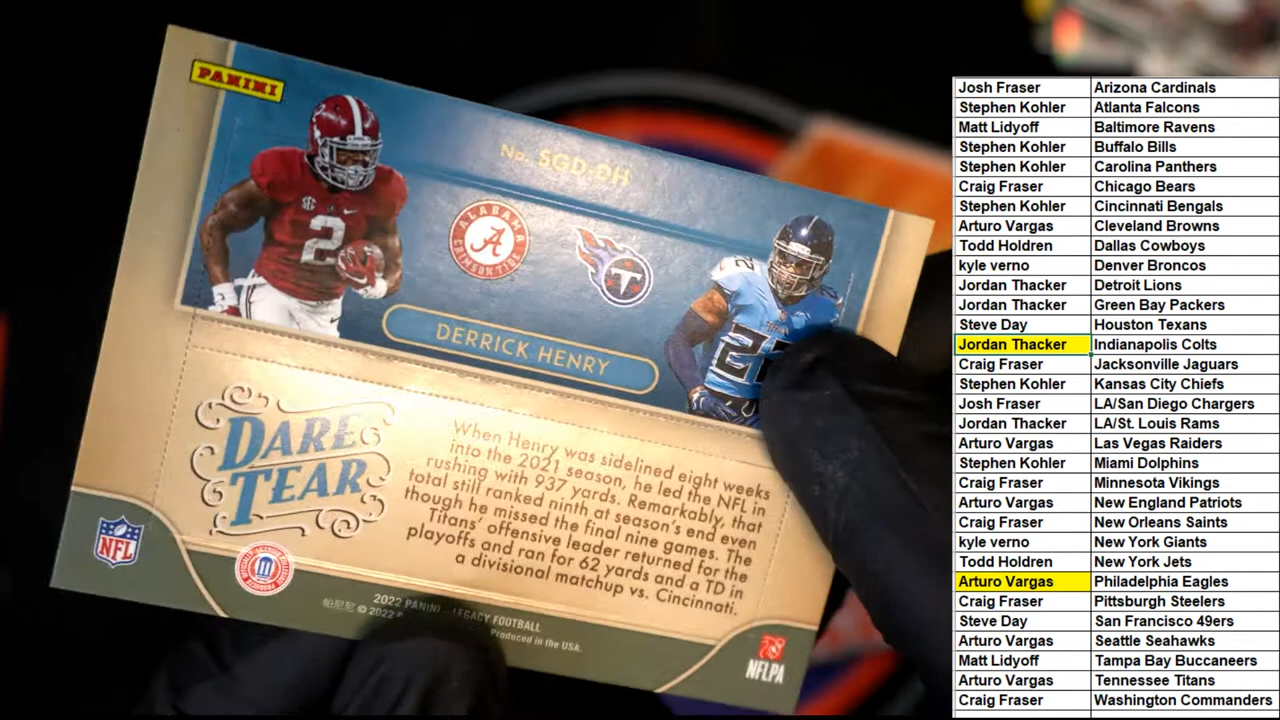 PANINI
No. SGD-DH
2
ALABAMA
A
CRIMSON TIDE
T
22
22
DERRICK HENRY
DARE
TEAR
When Henry was sidelined eight weeks
into the 2021 season, he led the NFL in
rushing with 937 yards. Remarkably, that
total still ranked ninth at season's end even
though he missed the final nine games. The
Titans' offensive leader returned for the
playoffs and ran for 62 yards and a TD in
a divisional matchup vs. Cincinnati.
NFL
2022 PANINI – LEGACY FOOTBALL
帕尼尼 © 2022 P
Produced in the USA.
NFLPA
Josh Fraser Arizona Cardinals
Stephen Kohler Atlanta Falcons
Matt Lidyoff Baltimore Ravens
Stephen Kohler Buffalo Bills
Stephen Kohler Carolina Panthers
Craig Fraser Chicago Bears
Stephen Kohler Cincinnati Bengals
Arturo Vargas Cleveland Browns
Todd Holdren Dallas Cowboys
kyle verno Denver Broncos
Jordan Thacker Detroit Lions
Jordan Thacker Green Bay Packers
Steve Day Houston Texans
Jordan Thacker Indianapolis Colts
Craig Fraser Jacksonville Jaguars
Stephen Kohler Kansas City Chiefs
Josh Fraser LA/San Diego Chargers
Jordan Thacker LA/St. Louis Rams
Arturo Vargas Las Vegas Raiders
Stephen Kohler Miami Dolphins
Craig Fraser Minnesota Vikings
Arturo Vargas New England Patriots
Craig Fraser New Orleans Saints
kyle verno New York Giants
Todd Holdren New York Jets
Arturo Vargas Philadelphia Eagles
Craig Fraser Pittsburgh Steelers
Steve Day San Francisco 49ers
Arturo Vargas Seattle Seahawks
Matt Lidyoff Tampa Bay Buccaneers
Arturo Vargas Tennessee Titans
Craig Fraser Washington Commanders